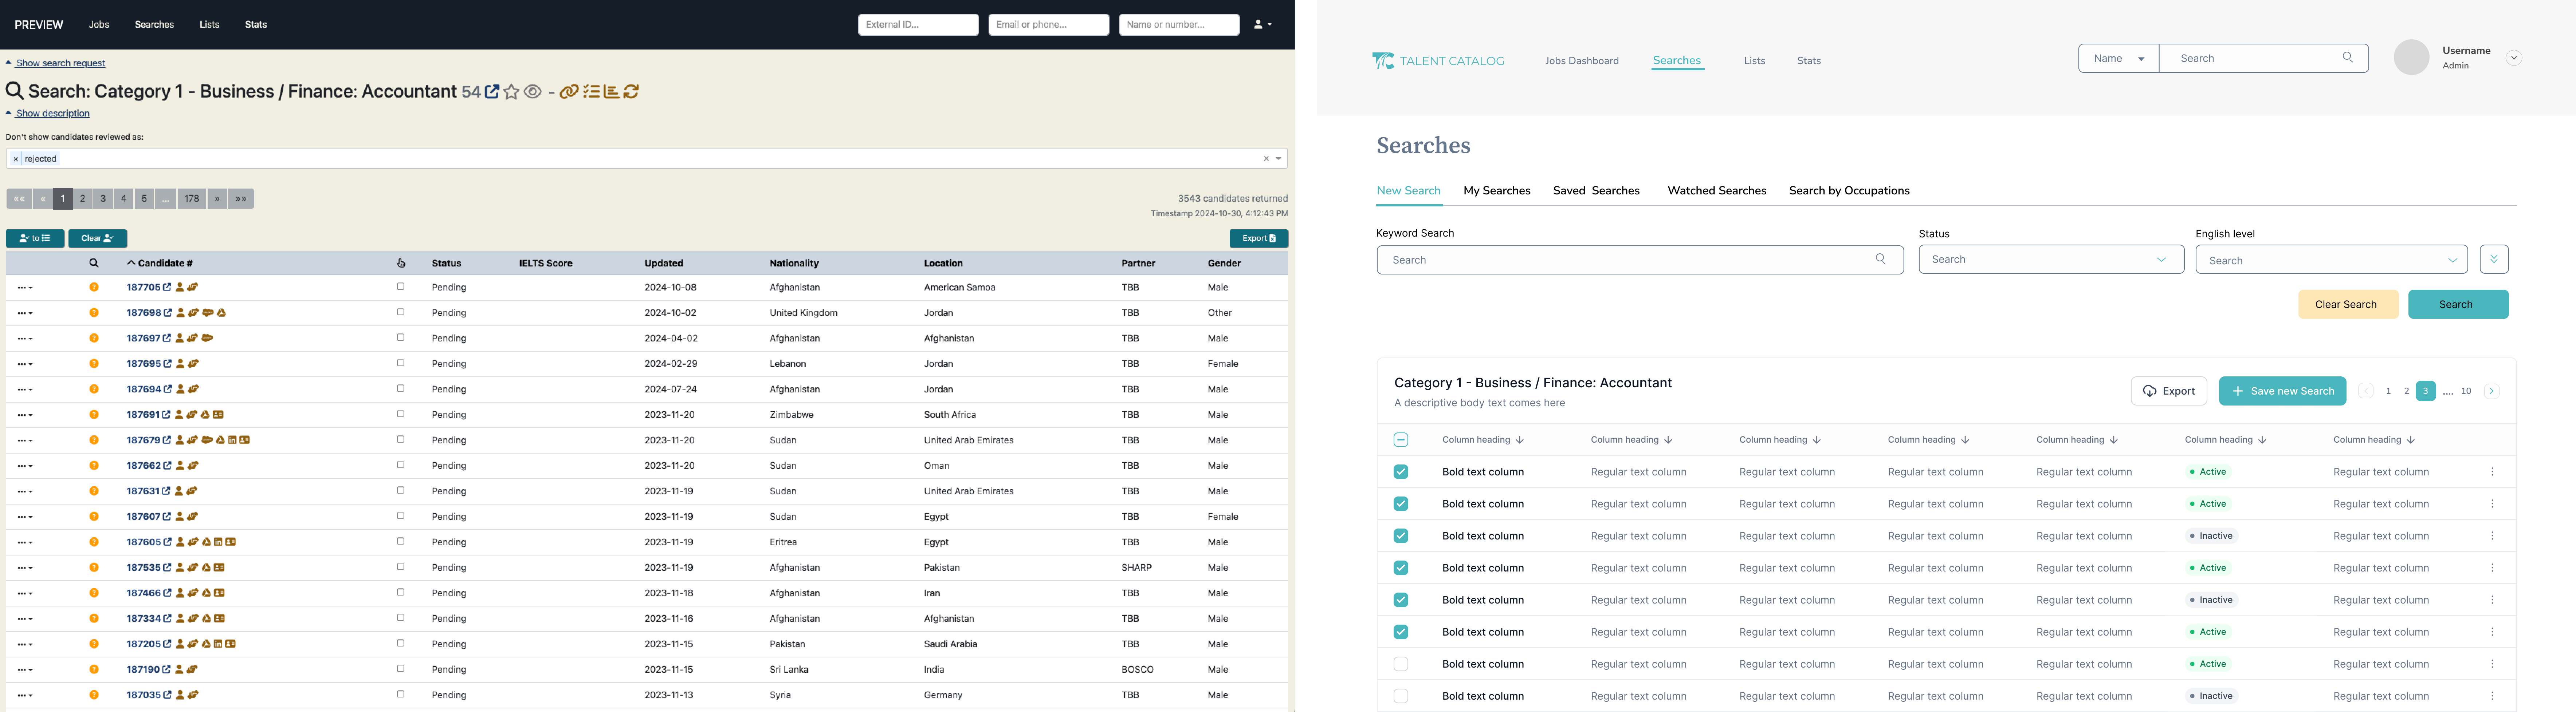 PREVIEW Jobs Searches Lists Stats External ID... Email or phone... Name or number...
Show search request
Search: Category 1 - Business / Finance: Accountant 54 -
Show description
Don't show candidates reviewed as:
× rejected ×
«« « 1 2 3 4 5 ... 178 » »» 3543 candidates returned
Timestamp 2024-10-30, 4:12:43 PM
to Clear Export
Candidate # Status IELTS Score Updated Nationality Location Partner Gender
187705 Pending 2024-10-08 Afghanistan American Samoa TBB Male
187698 Pending 2024-10-02 United Kingdom Jordan TBB Other
187697 Pending 2024-04-02 Afghanistan Afghanistan TBB Male
187695 Pending 2024-02-29 Lebanon Jordan TBB Female
187694 Pending 2024-07-24 Afghanistan Jordan TBB Male
187691 Pending 2023-11-20 Zimbabwe South Africa TBB Male
187679 Pending 2023-11-20 Sudan United Arab Emirates TBB Male
187662 Pending 2023-11-20 Sudan Oman TBB Male
187631 Pending 2023-11-19 Sudan United Arab Emirates TBB Male
187607 Pending 2023-11-19 Sudan Egypt TBB Female
187605 Pending 2023-11-19 Eritrea Egypt TBB Male
187535 Pending 2023-11-19 Afghanistan Pakistan SHARP Male
187466 Pending 2023-11-18 Afghanistan Iran TBB Male
187334 Pending 2023-11-16 Afghanistan Afghanistan TBB Male
187205 Pending 2023-11-15 Pakistan Saudi Arabia TBB Male
187190 Pending 2023-11-15 Sri Lanka India BOSCO Male
187035 Pending 2023-11-13 Syria Germany TBB Male
TC TALENT CATALOG Jobs Dashboard Searches Lists Stats Name Search Username
Admin
Searches
New Search My Searches Saved Searches Watched Searches Search by Occupations
Keyword Search Status English level
Search Search Search
Clear Search Search
Category 1 - Business / Finance: Accountant
A descriptive body text comes here
Export + Save new Search 1 2 3 .... 10
Column heading Column heading Column heading Column heading Column heading Column heading Column heading
Bold text column Regular text column Regular text column Regular text column Regular text column Active Regular text column
Bold text column Regular text column Regular text column Regular text column Regular text column Active Regular text column
Bold text column Regular text column Regular text column Regular text column Regular text column Inactive Regular text column
Bold text column Regular text column Regular text column Regular text column Regular text column Active Regular text column
Bold text column Regular text column Regular text column Regular text column Regular text column Inactive Regular text column
Bold text column Regular text column Regular text column Regular text column Regular text column Active Regular text column
Bold text column Regular text column Regular text column Regular text column Regular text column Active Regular text column
Bold text column Regular text column Regular text column Regular text column Regular text column Inactive Regular text column